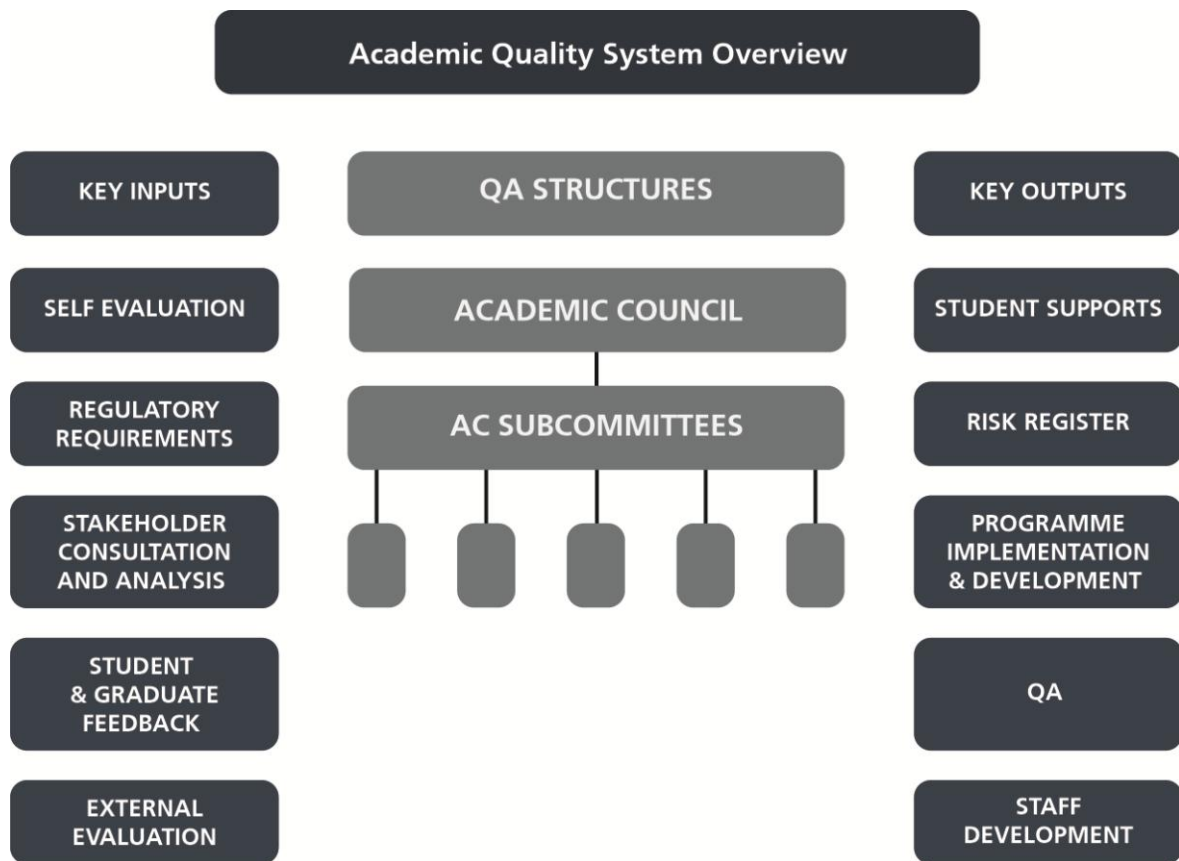 Academic Quality System Overview
KEY INPUTS
SELF EVALUATION
REGULATORY
REQUIREMENTS
STAKEHOLDER
CONSULTATION
AND ANALYSIS
STUDENT
& GRADUATE
FEEDBACK
EXTERNAL
EVALUATION
QA STRUCTURES
ACADEMIC COUNCIL
AC SUBCOMMITTEES
KEY OUTPUTS
STUDENT SUPPORTS
RISK REGISTER
PROGRAMME
IMPLEMENTATION
& DEVELOPMENT
QA
STAFF
DEVELOPMENT